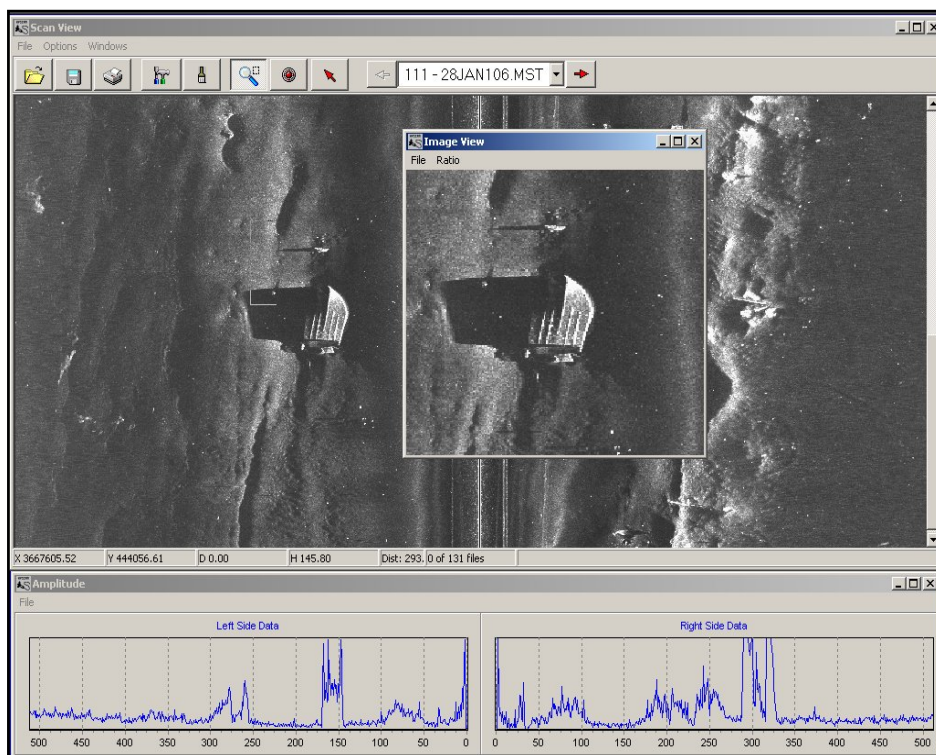 Scan View
File Options Windows
111 - 28JAN106.MST
Image View
File Ratio
X 3667605.52 Y 444056.61 D 0.00 H 145.80 Dist: 293. 0 of 131 files
Amplitude
File
Left Side Data Right Side Data
500 450 400 350 300 250 200 150 100 50 0 0 50 100 150 200 250 300 350 400 450 500